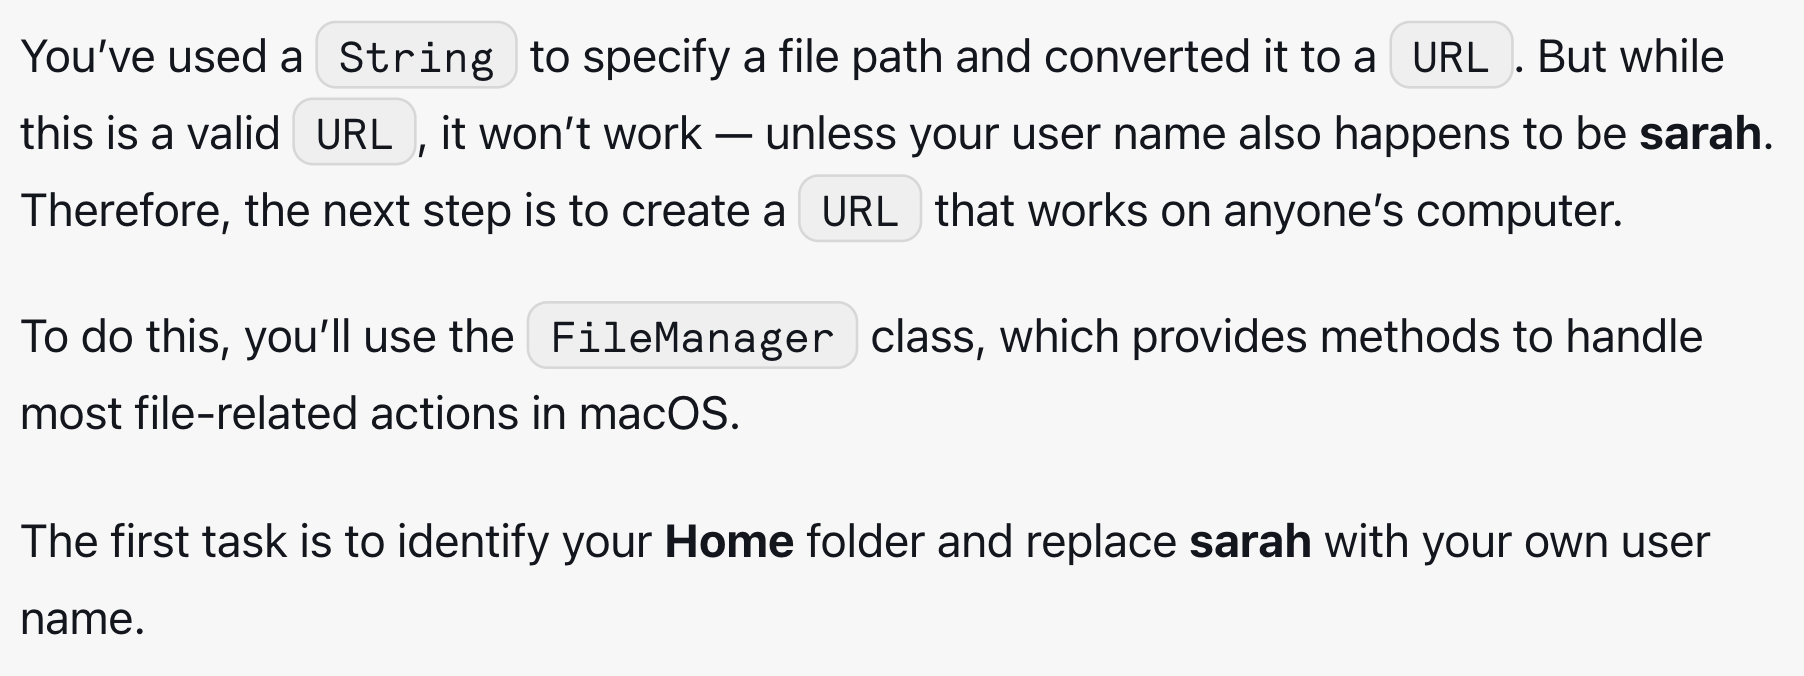 You’ve used a String to specify a file path and converted it to a URL. But while
this is a valid URL, it won’t work — unless your user name also happens to be sarah.
Therefore, the next step is to create a URL that works on anyone’s computer.
To do this, you’ll use the FileManager class, which provides methods to handle
most file-related actions in macOS.
The first task is to identify your Home folder and replace sarah with your own user
name.